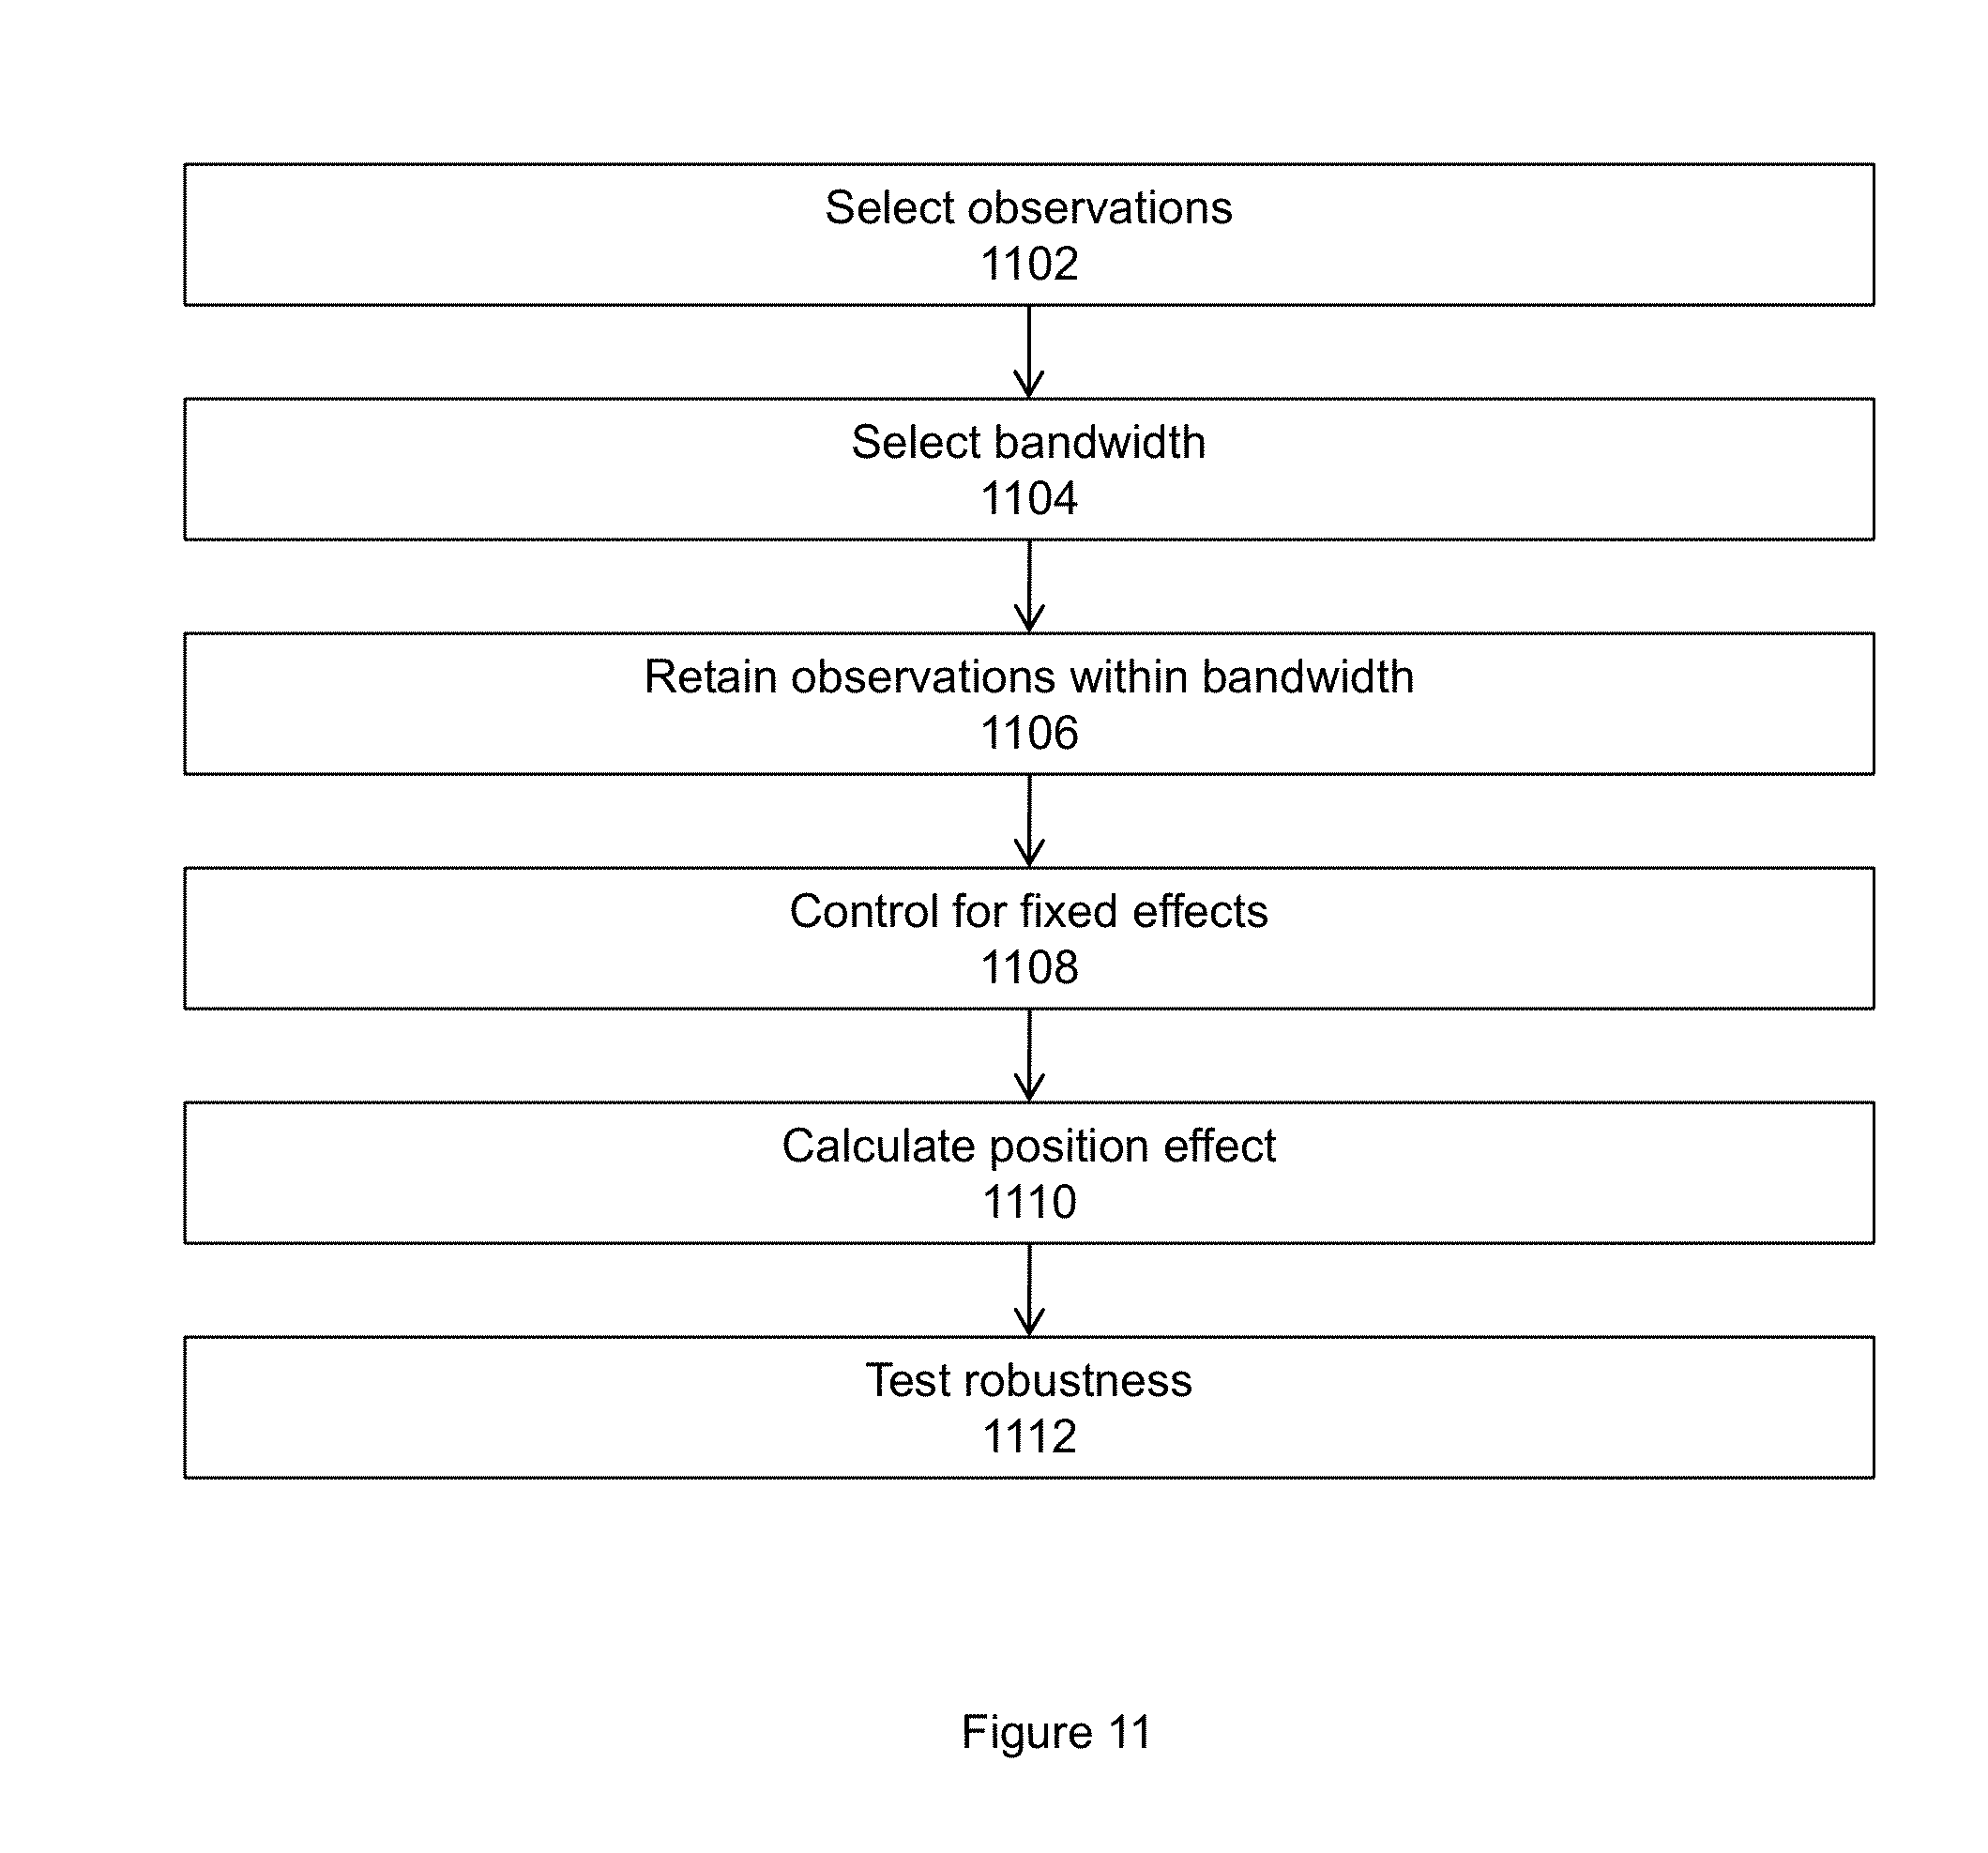 Select observations
1102
Select bandwidth
1104
Retain observations within bandwidth
1106
Control for fixed effects
1108
Calculate position effect
1110
Test robustness
1112
Figure 11